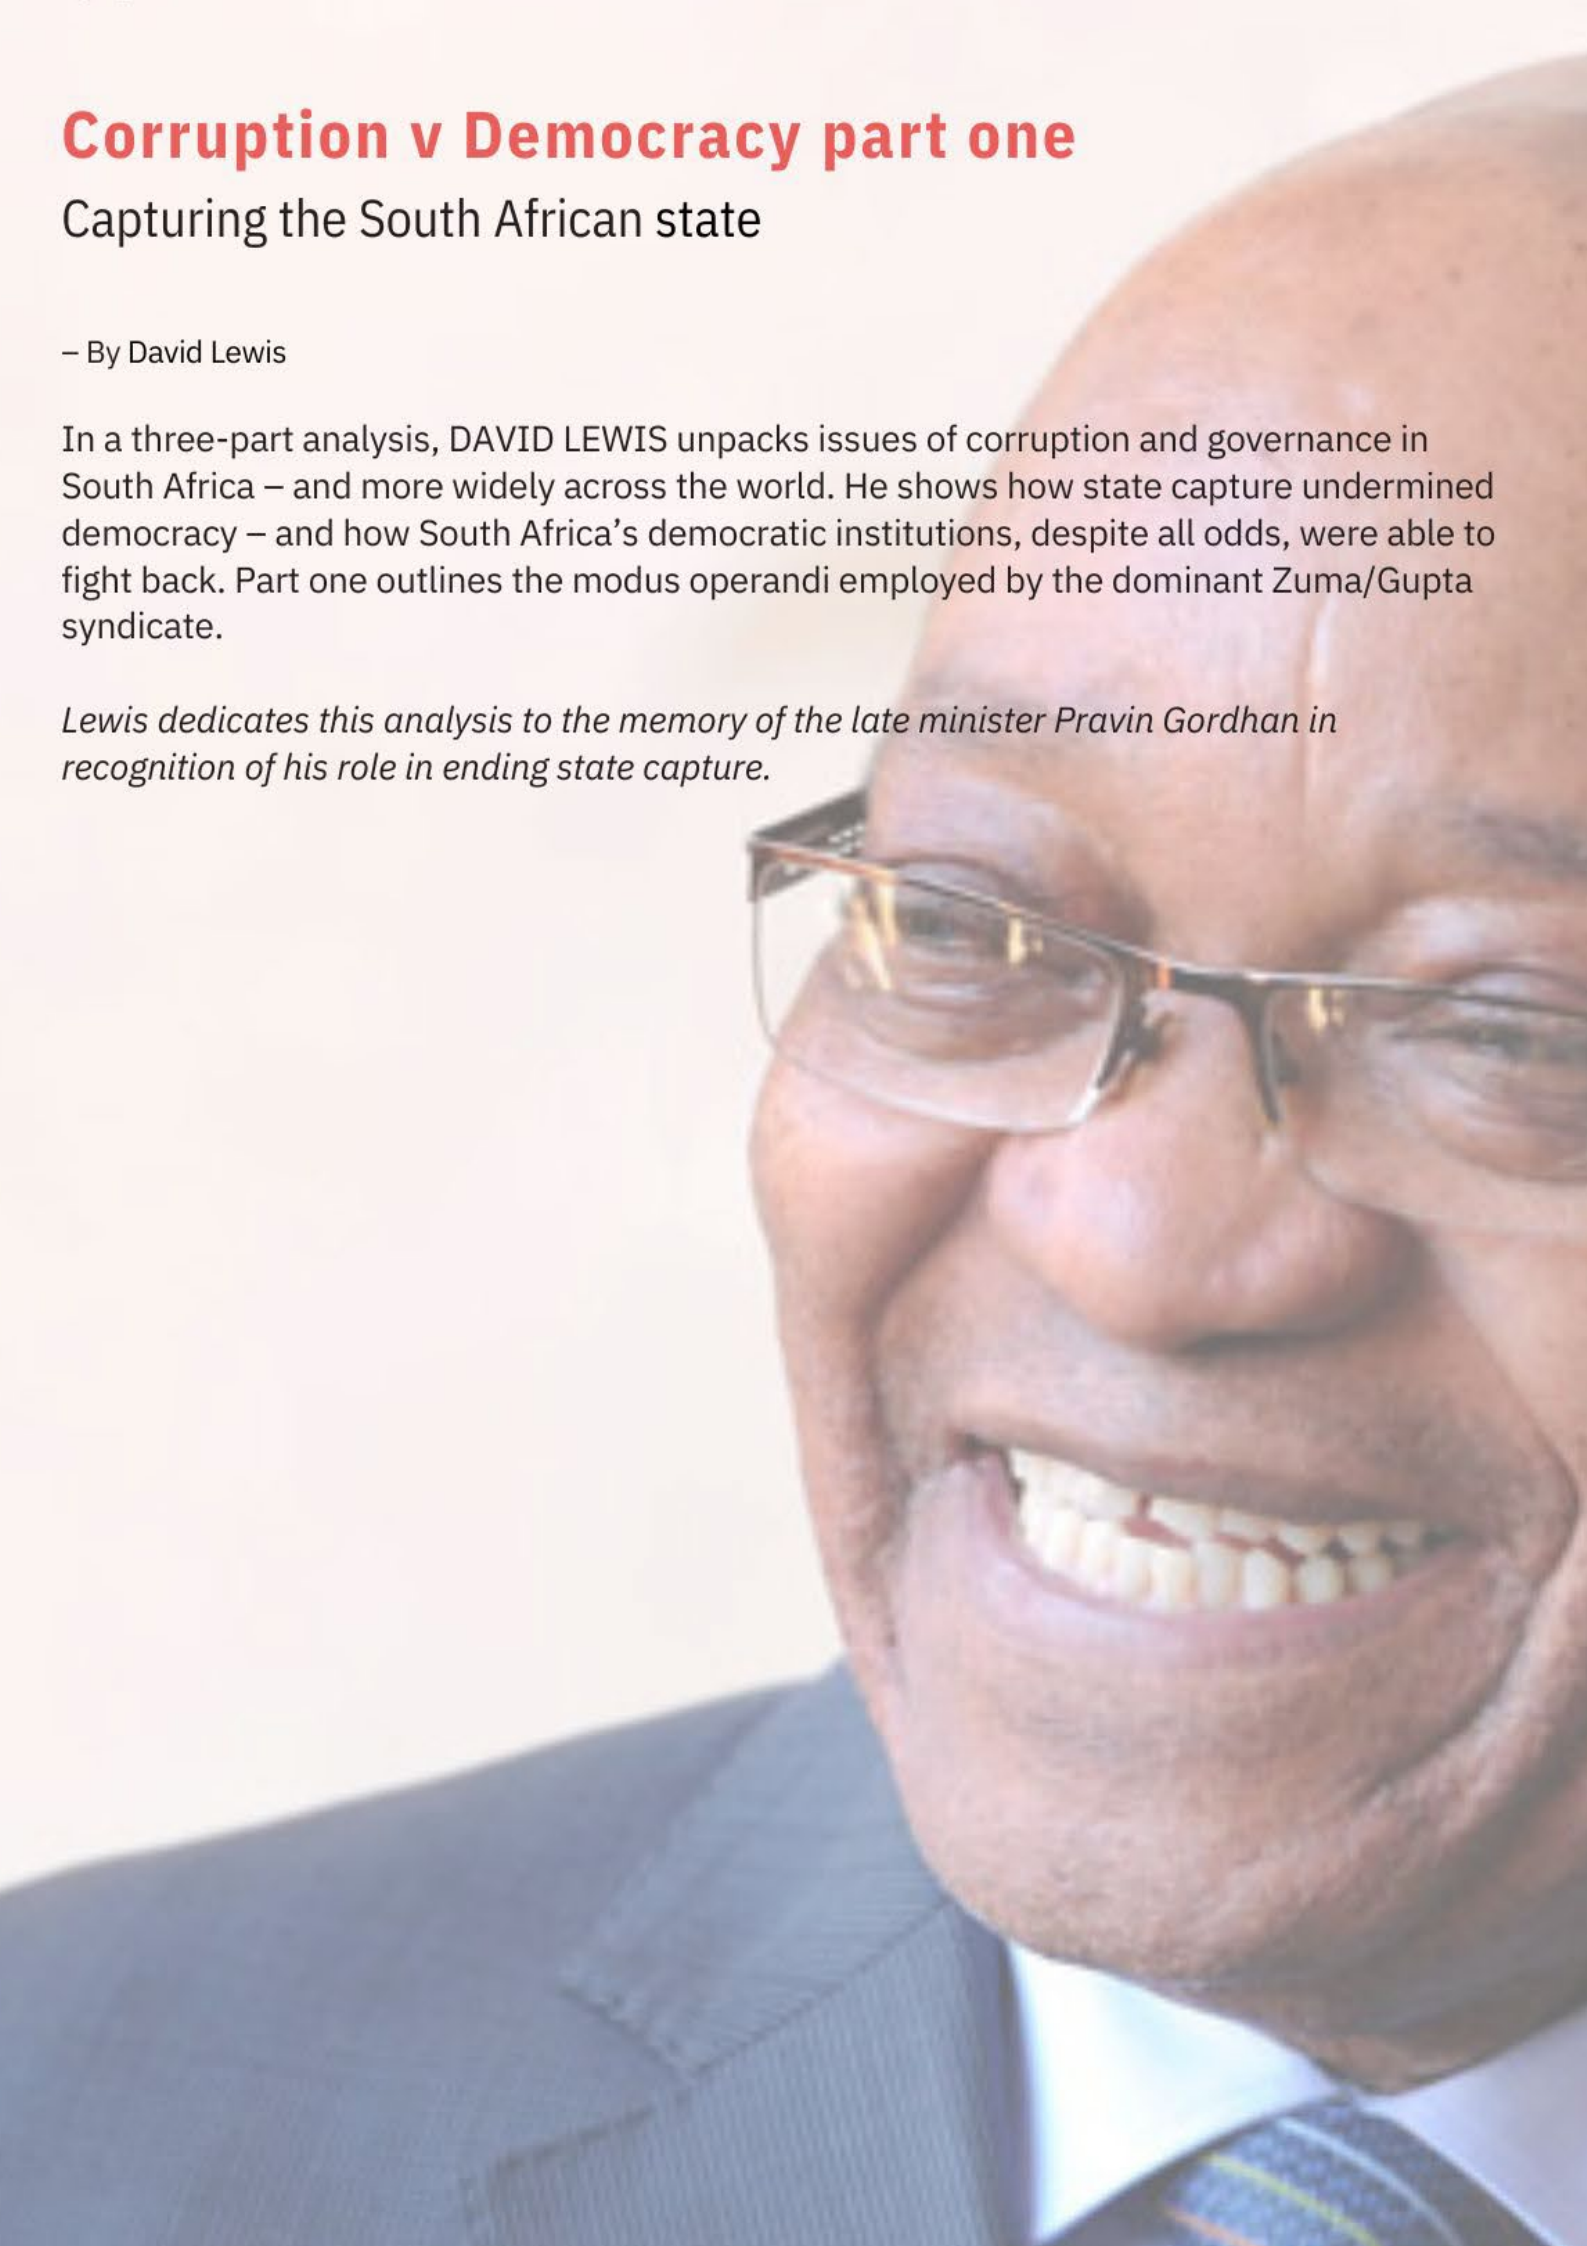 Corruption v Democracy part one
Capturing the South African state
– By David Lewis
In a three-part analysis, DAVID LEWIS unpacks issues of corruption and governance in
South Africa – and more widely across the world. He shows how state capture undermined
democracy – and how South Africa’s democratic institutions, despite all odds, were able to
fight back. Part one outlines the modus operandi employed by the dominant Zuma/Gupta
syndicate.
Lewis dedicates this analysis to the memory of the late minister Pravin Gordhan in
recognition of his role in ending state capture.